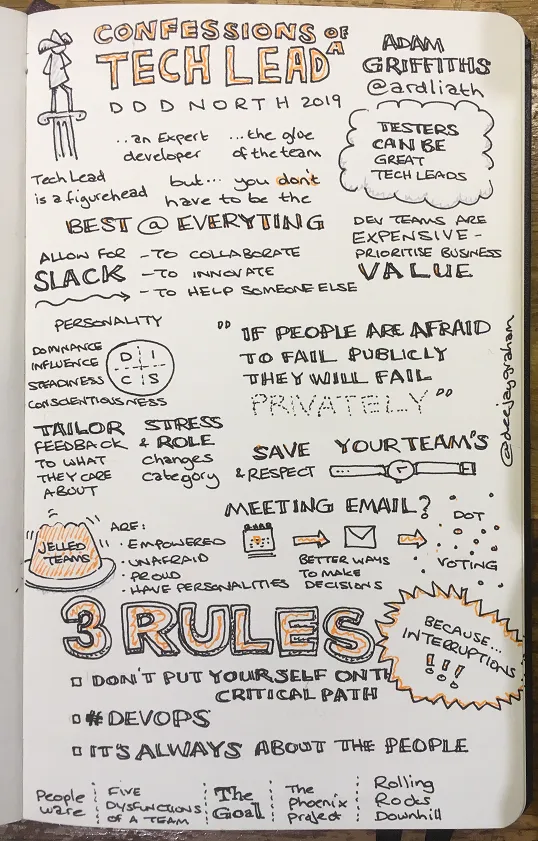 CONFESSIONS OF
A
TECH LEAD
DDD NORTH 2019
ADAM
GRIFFITHS
@ardliath
..an Expert
developer
...the glue
of the team
Tech Lead
is a figurehead
but... you don't
have to be the
BEST @ EVERYTING
TESTERS
CAN BE
GREAT
TECH LEADS
DEV TEAMS ARE
EXPENSIVE -
PRIORITISE BUSINESS
VALUE
ALLOW FOR
SLACK
- TO COLLABORATE
- TO INNOVATE
- TO HELP SOMEONE ELSE
PERSONALITY
DOMINANCE
INFLUENCE
STEADINESS
CONSCIENTIOUSNESS
D I
C S
"IF PEOPLE ARE AFRAID
TO FAIL PUBLICLY
THEY WILL FAIL
PRIVATELY"
@deejaygraham
TAILOR
FEEDBACK
TO WHAT
THEY CARE
ABOUT
STRESS
& ROLE
changes
category
SAVE YOUR TEAM'S
& RESPECT
MEETING EMAIL?
JELLED
TEAMS
ARE:
· EMPOWERED
· UNAFRAID
· PROUD
· HAVE PERSONALITIES
BETTER WAYS
TO MAKE
DECISIONS
DOT
VOTING
3 RULES
BECAUSE...
INTERRUPTIONS
!!!
DON'T PUT YOURSELF ON TH
CRITICAL PATH
#DEVOPS
IT'S ALWAYS ABOUT THE PEOPLE
People
ware
FIVE
DYSFUNCTIONS
OF A TEAM
The
Goal
The
Phoenix
Project
Rolling
Rocks
Downhill